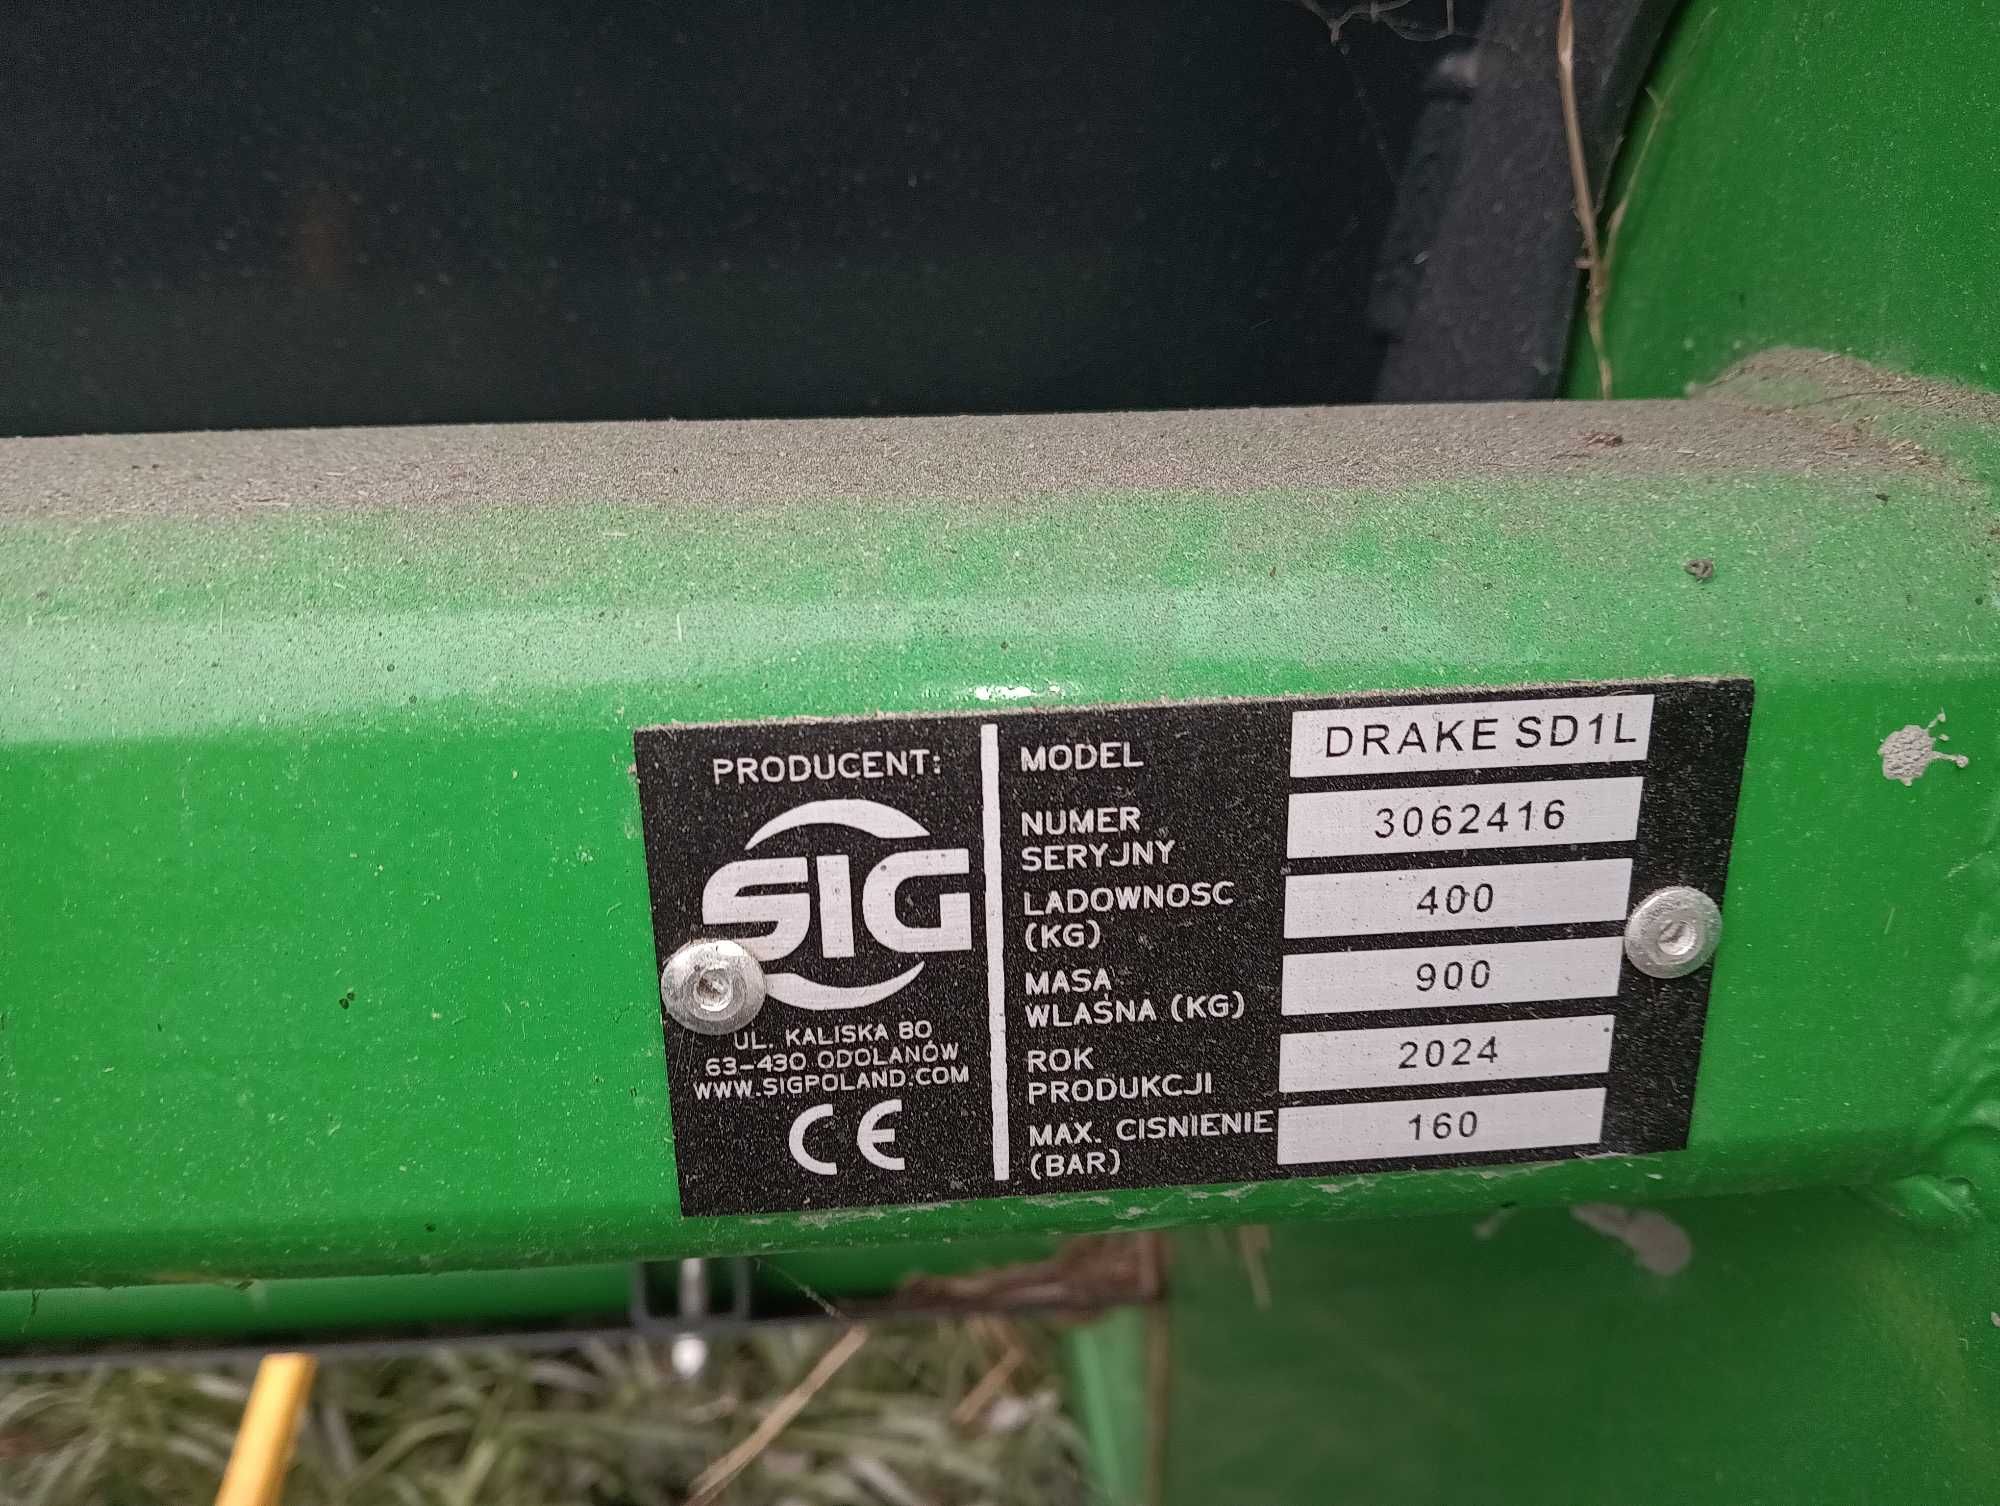 PRODUCENT:
SIG
UL. KALISKA 80
63-430 ODOLANÓW
WWW.SIGPOLAND.COM
CE
MODEL DRAKE SD1L
NUMER
SERYJNY 3062416
LADOWNOSC
(KG) 400
MASA
WLASNA (KG) 900
ROK
PRODUKCJI 2024
MAX. CISNIENIE
(BAR) 160